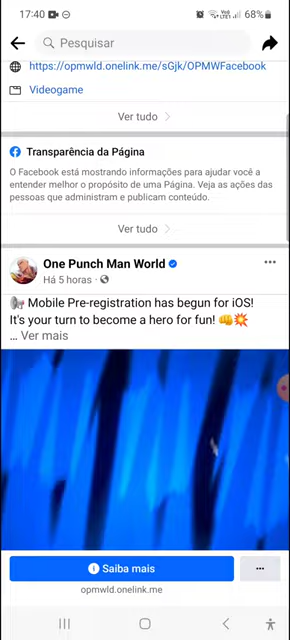 17:40
68%
Pesquisar
https://opmwld.onelink.me/sGjk/OPMWFacebook
Videogame
Ver tudo
Transparência da Página
O Facebook está mostrando informações para ajudar você a
entender melhor o propósito de uma Página. Veja as ações das
pessoas que administram e publicam conteúdo.
Ver tudo
One Punch Man World
Há 5 horas ·
📢 Mobile Pre-registration has begun for iOS!
It's your turn to become a hero for fun! 👊💥
... Ver mais
Saiba mais
...
opmwld.onelink.me